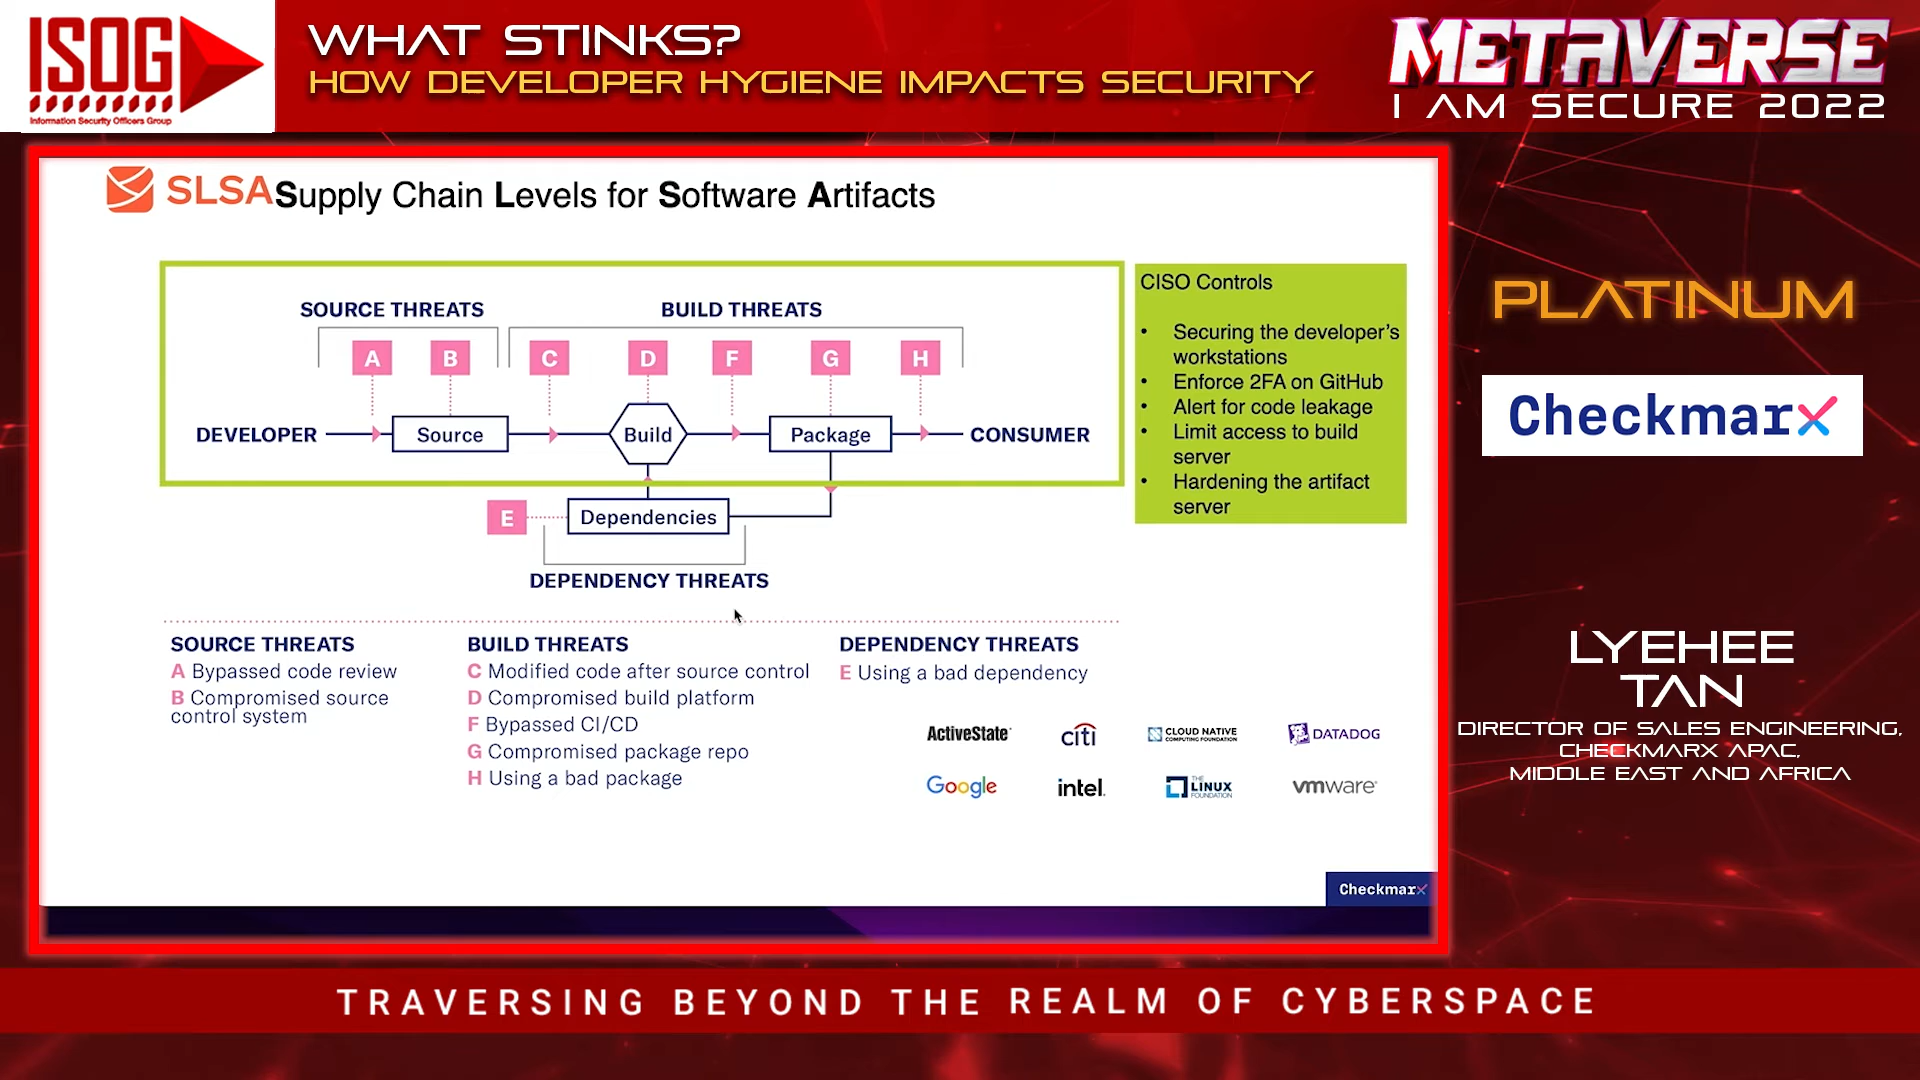 ISOG
Information Security Officers Group
WHAT STINKS?
HOW DEVELOPER HYGIENE IMPACTS SECURITY
METAVERSE
I AM SECURE 2022
SLSA Supply Chain Levels for Software Artifacts
SOURCE THREATS
BUILD THREATS
A
B
C
D
F
G
H
DEVELOPER
Source
Build
Package
CONSUMER
E
Dependencies
DEPENDENCY THREATS
CISO Controls
• Securing the developer's
workstations
• Enforce 2FA on GitHub
• Alert for code leakage
• Limit access to build
server
• Hardening the artifact
server
SOURCE THREATS
A Bypassed code review
B Compromised source
control system
BUILD THREATS
C Modified code after source control
D Compromised build platform
F Bypassed CI/CD
G Compromised package repo
H Using a bad package
DEPENDENCY THREATS
E Using a bad dependency
ActiveState
citi
CLOUD NATIVE
COMPUTING FOUNDATION
DATADOG
Google
intel.
THE
LINUX
FOUNDATION
vmware
Checkmarx
PLATINUM
Checkmarx
LYEHEE
TAN
DIRECTOR OF SALES ENGINEERING,
CHECKMARX APAC,
MIDDLE EAST AND AFRICA
TRAVERSING BEYOND THE REALM OF CYBERSPACE